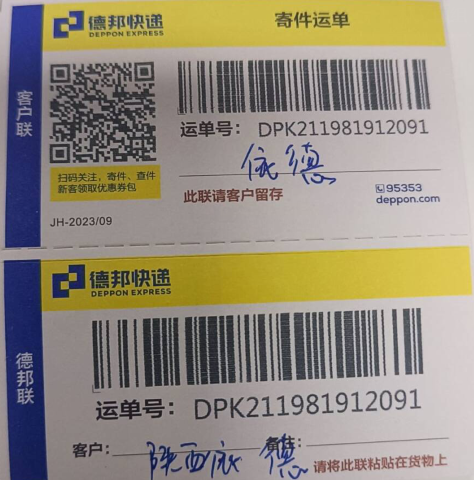 德邦快递
DEPPON EXPRESS
寄件运单
客户联
运单号: DPK211981912091
依德
扫码关注、寄件、查件
新客领取优惠券包
此联请客户留存
95353
deppon.com
JH-2023/09
德邦快递
DEPPON EXPRESS
德邦联
运单号: DPK211981912091
客户: 陕西依德 备注:
请将此联粘贴在货物上